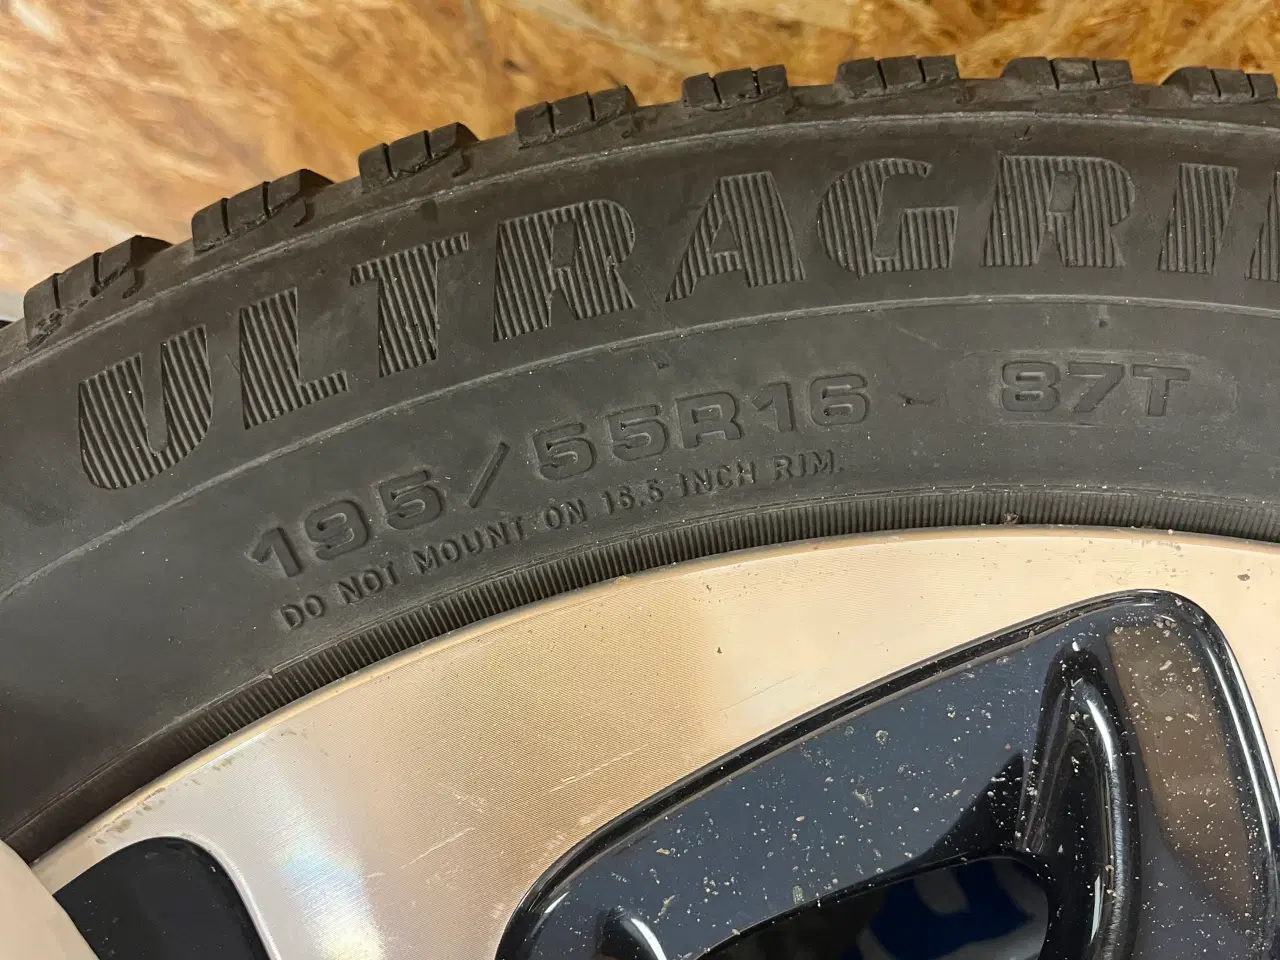 ULTRAGRI
195/55R16 87T
DO NOT MOUNT ON 16.5 INCH RIM.